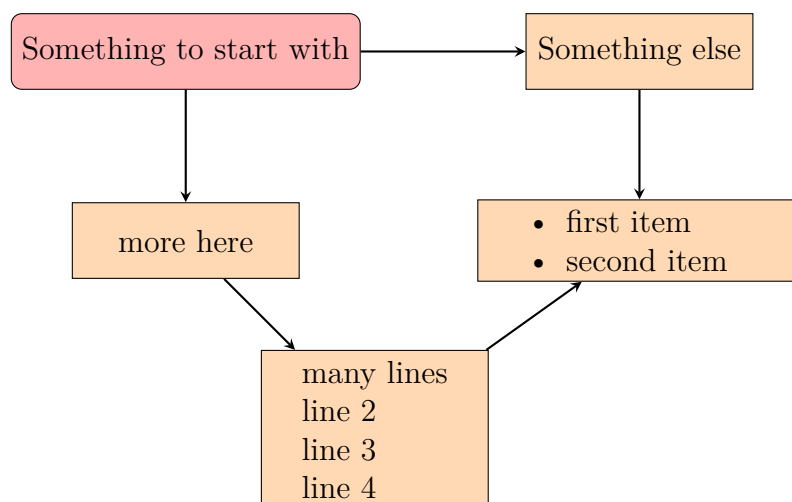 Something to start with
Something else
more here
• first item
• second item
many lines
line 2
line 3
line 4